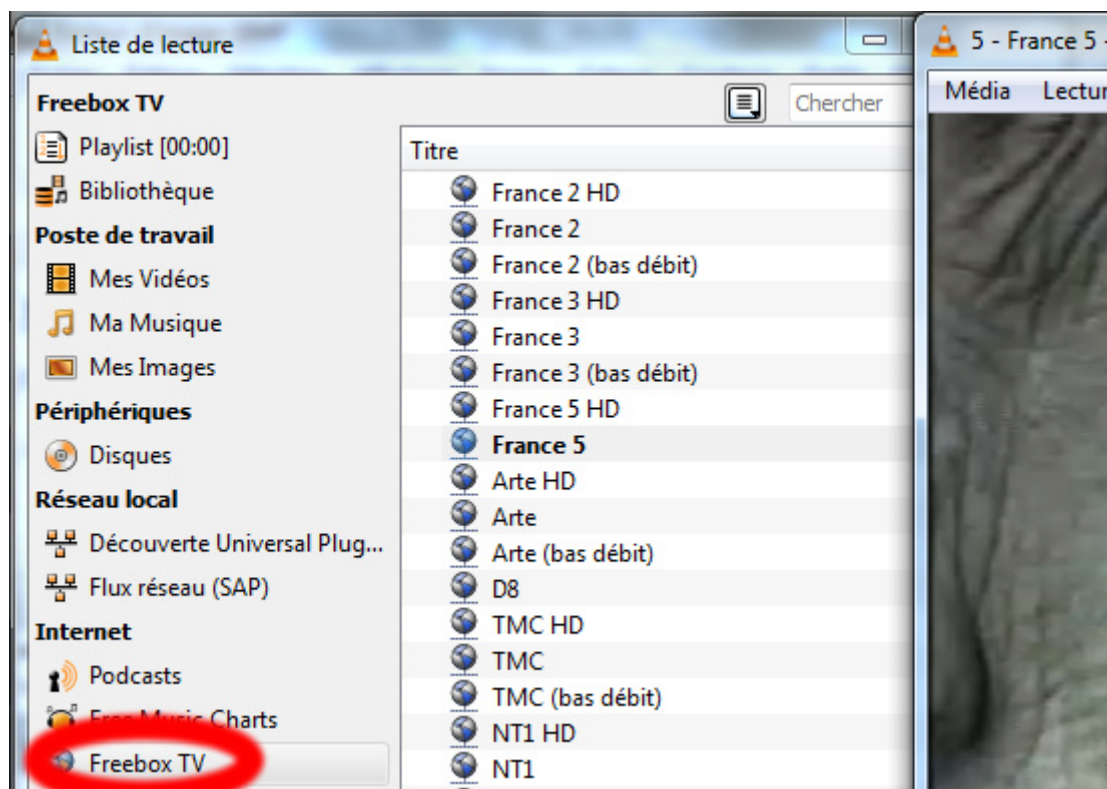 Liste de lecture
Freebox TV
Chercher
Playlist [00:00]
Bibliothèque
Poste de travail
Mes Vidéos
Ma Musique
Mes Images
Périphériques
Disques
Réseau local
Découverte Universal Plug...
Flux réseau (SAP)
Internet
Podcasts
Free Music Charts
Freebox TV
Titre
France 2 HD
France 2
France 2 (bas débit)
France 3 HD
France 3
France 3 (bas débit)
France 5 HD
France 5
Arte HD
Arte
Arte (bas débit)
D8
TMC HD
TMC
TMC (bas débit)
NT1 HD
NT1
5 - France 5 -
Média Lectur